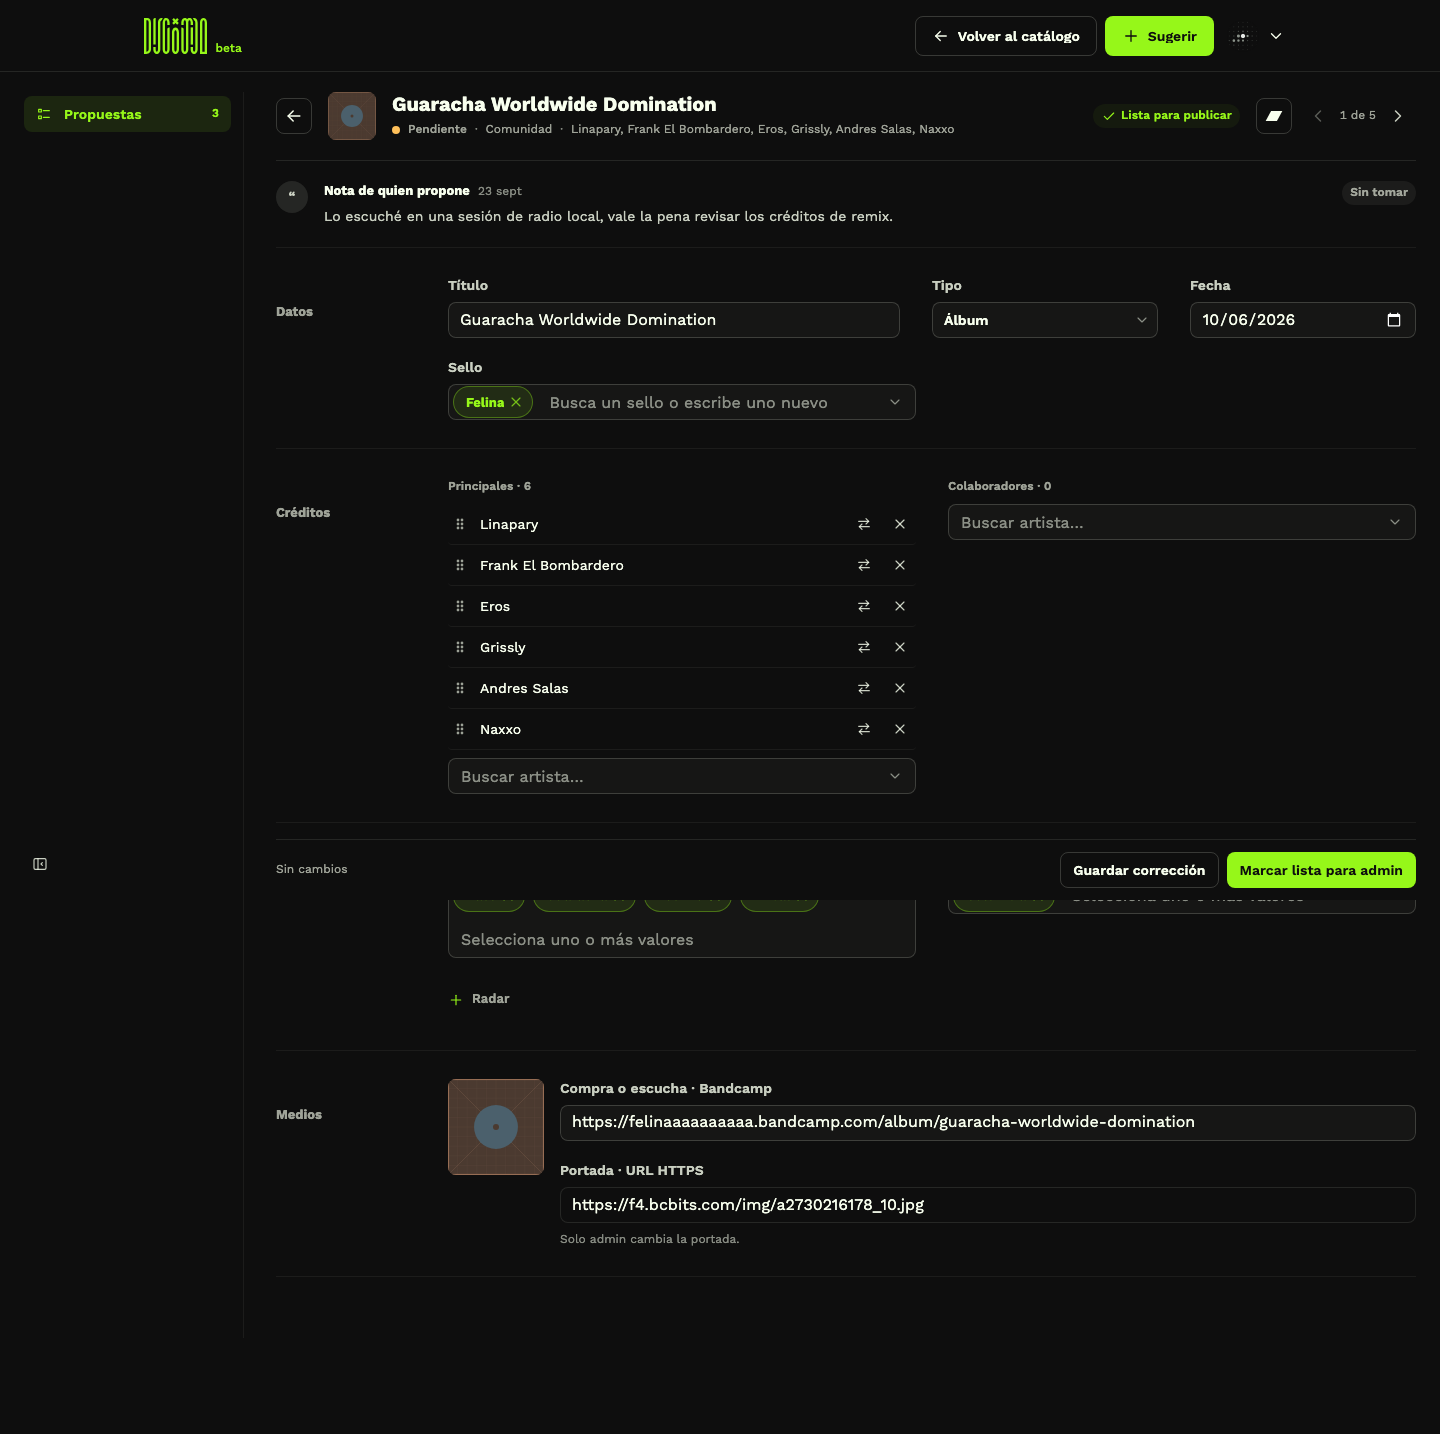 beta
Volver al catálogo
Sugerir
Propuestas 3
Guaracha Worldwide Domination
Pendiente · Comunidad · Linapary, Frank El Bombardero, Eros, Grissly, Andres Salas, Naxxo
Lista para publicar
1 de 5
Nota de quien propone 23 sept
Sin tomar
Lo escuché en una sesión de radio local, vale la pena revisar los créditos de remix.
Datos
Título
Guaracha Worldwide Domination
Tipo
Álbum
Fecha
10/06/2026
Sello
Felina
Busca un sello o escribe uno nuevo
Créditos
Principales · 6
Linapary
Frank El Bombardero
Eros
Grissly
Andres Salas
Naxxo
Buscar artista...
Colaboradores · 0
Buscar artista...
Sin cambios
Guardar corrección
Marcar lista para admin
Selecciona uno o más valores
Radar
Medios
Compra o escucha · Bandcamp
https://felinaaaaaaaaaa.bandcamp.com/album/guaracha-worldwide-domination
Portada · URL HTTPS
https://f4.bcbits.com/img/a2730216178_10.jpg
Solo admin cambia la portada.